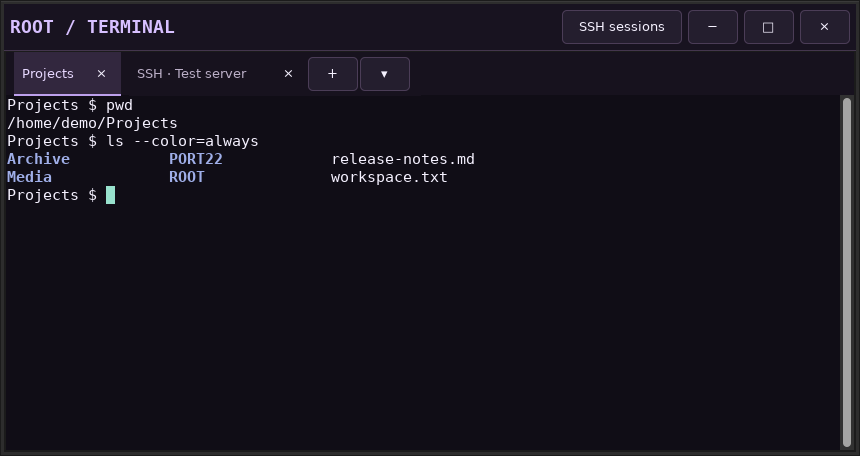 ROOT / TERMINAL
SSH sessions − □ ×
Projects × SSH · Test server × + ▾
Projects $ pwd
/home/demo/Projects
Projects $ ls --color=always
Archive PORT22 release-notes.md
Media ROOT workspace.txt
Projects $